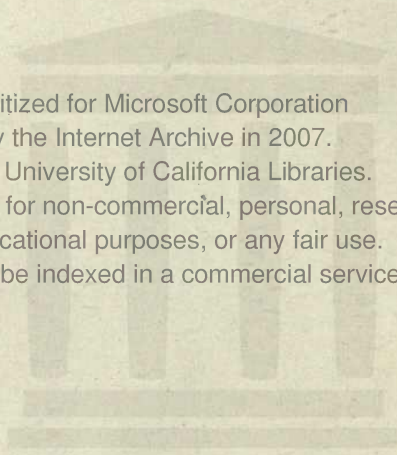 itized for Microsoft Corporation
the Internet Archive in 2007.
University of California Libraries.
for non-commercial, personal, rese
cational purposes, or any fair use.
be indexed in a commercial service